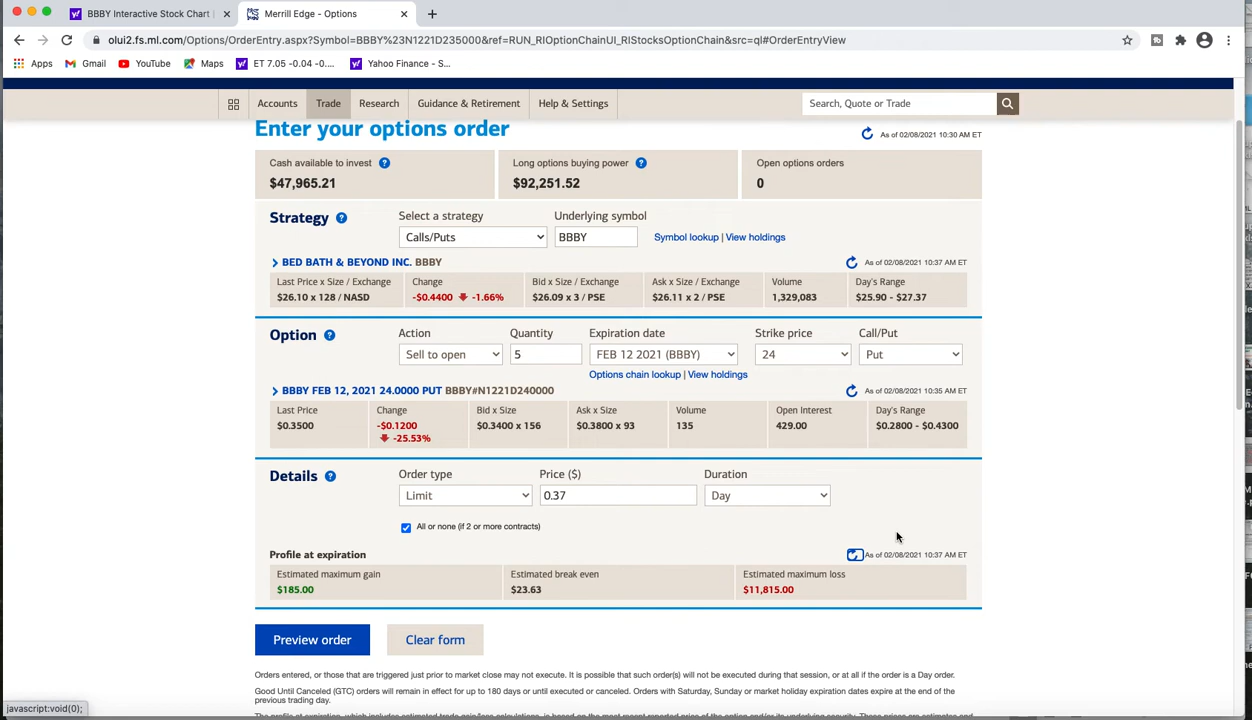 BBBY Interactive Stock Chart
Merrill Edge - Options
olui2.fs.ml.com/Options/OrderEntry.aspx?Symbol=BBBY%23N1221D235000&ref=RUN_RIOptionChainUI_RIStocksOptionChain&src=ql#OrderEntryView
Apps Gmail YouTube Maps ET 7.05 -0.04 -0.... Yahoo Finance - S...
Accounts Trade Research Guidance & Retirement Help & Settings Search, Quote or Trade
Enter your options order
As of 02/08/2021 10:30 AM ET
Cash available to invest ? Long options buying power ? Open options orders
$47,965.21 $92,251.52 0
Strategy ? Select a strategy Underlying symbol
Calls/Puts BBBY Symbol lookup | View holdings
BED BATH & BEYOND INC. BBBY As of 02/08/2021 10:37 AM ET
Last Price x Size / Exchange Change Bid x Size / Exchange Ask x Size / Exchange Volume Day's Range
$26.10 x 128 / NASD -$0.4400 -1.66% $26.09 x 3 / PSE $26.11 x 2 / PSE 1,329,083 $25.90 - $27.37
Option ? Action Quantity Expiration date Strike price Call/Put
Sell to open 5 FEB 12 2021 (BBBY) 24 Put
Options chain lookup | View holdings
BBBY FEB 12, 2021 24.0000 PUT BBBY#N1221D240000 As of 02/08/2021 10:35 AM ET
Last Price Change Bid x Size Ask x Size Volume Open Interest Day's Range
$0.3500 -$0.1200 $0.3400 x 156 $0.3800 x 93 135 429.00 $0.2800 - $0.4300
-25.53%
Details ? Order type Price ($) Duration
Limit 0.37 Day
All or none (if 2 or more contracts)
Profile at expiration As of 02/08/2021 10:37 AM ET
Estimated maximum gain Estimated break even Estimated maximum loss
$185.00 $23.63 $11,815.00
Preview order Clear form
Orders entered, or those that are triggered just prior to market close may not execute. It is possible that such order(s) will not be executed during that session, or at all if the order is a Day order.
Good Until Canceled (GTC) orders will remain in effect for up to 180 days or until executed or canceled. Orders with Saturday, Sunday or market holiday expiration dates expire at the end of the
previous trading day.
javascript:void(0);